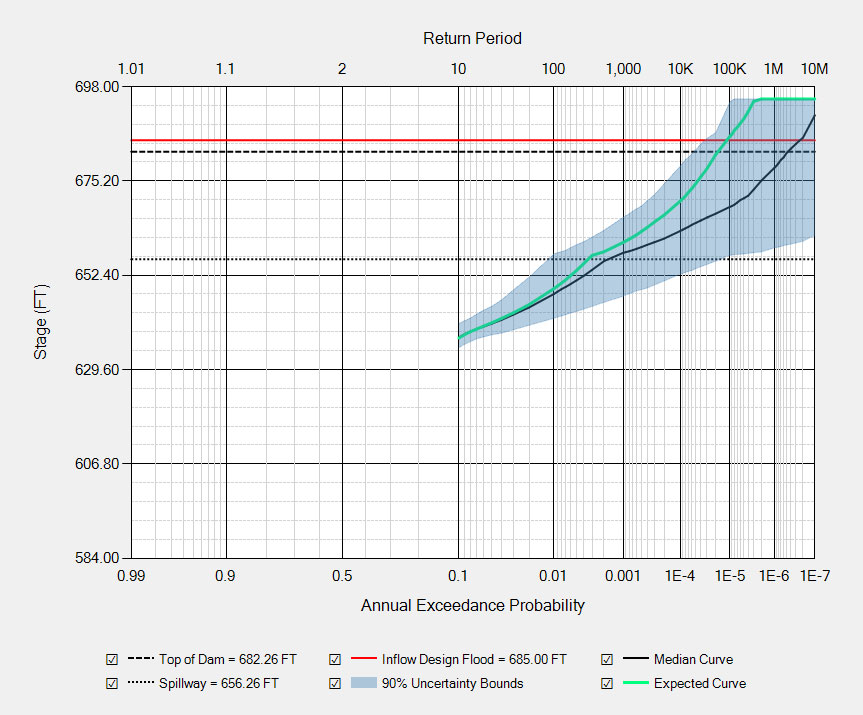 Return Period
1.01 1.1 2 10 100 1,000 10K 100K 1M 10M
698.00
675.20
652.40
629.60
606.80
584.00
Stage (FT)
0.99 0.9 0.5 0.1 0.01 0.001 1E-4 1E-5 1E-6 1E-7
Annual Exceedance Probability
Top of Dam = 682.26 FT Inflow Design Flood = 685.00 FT Median Curve
Spillway = 656.26 FT 90% Uncertainty Bounds Expected Curve